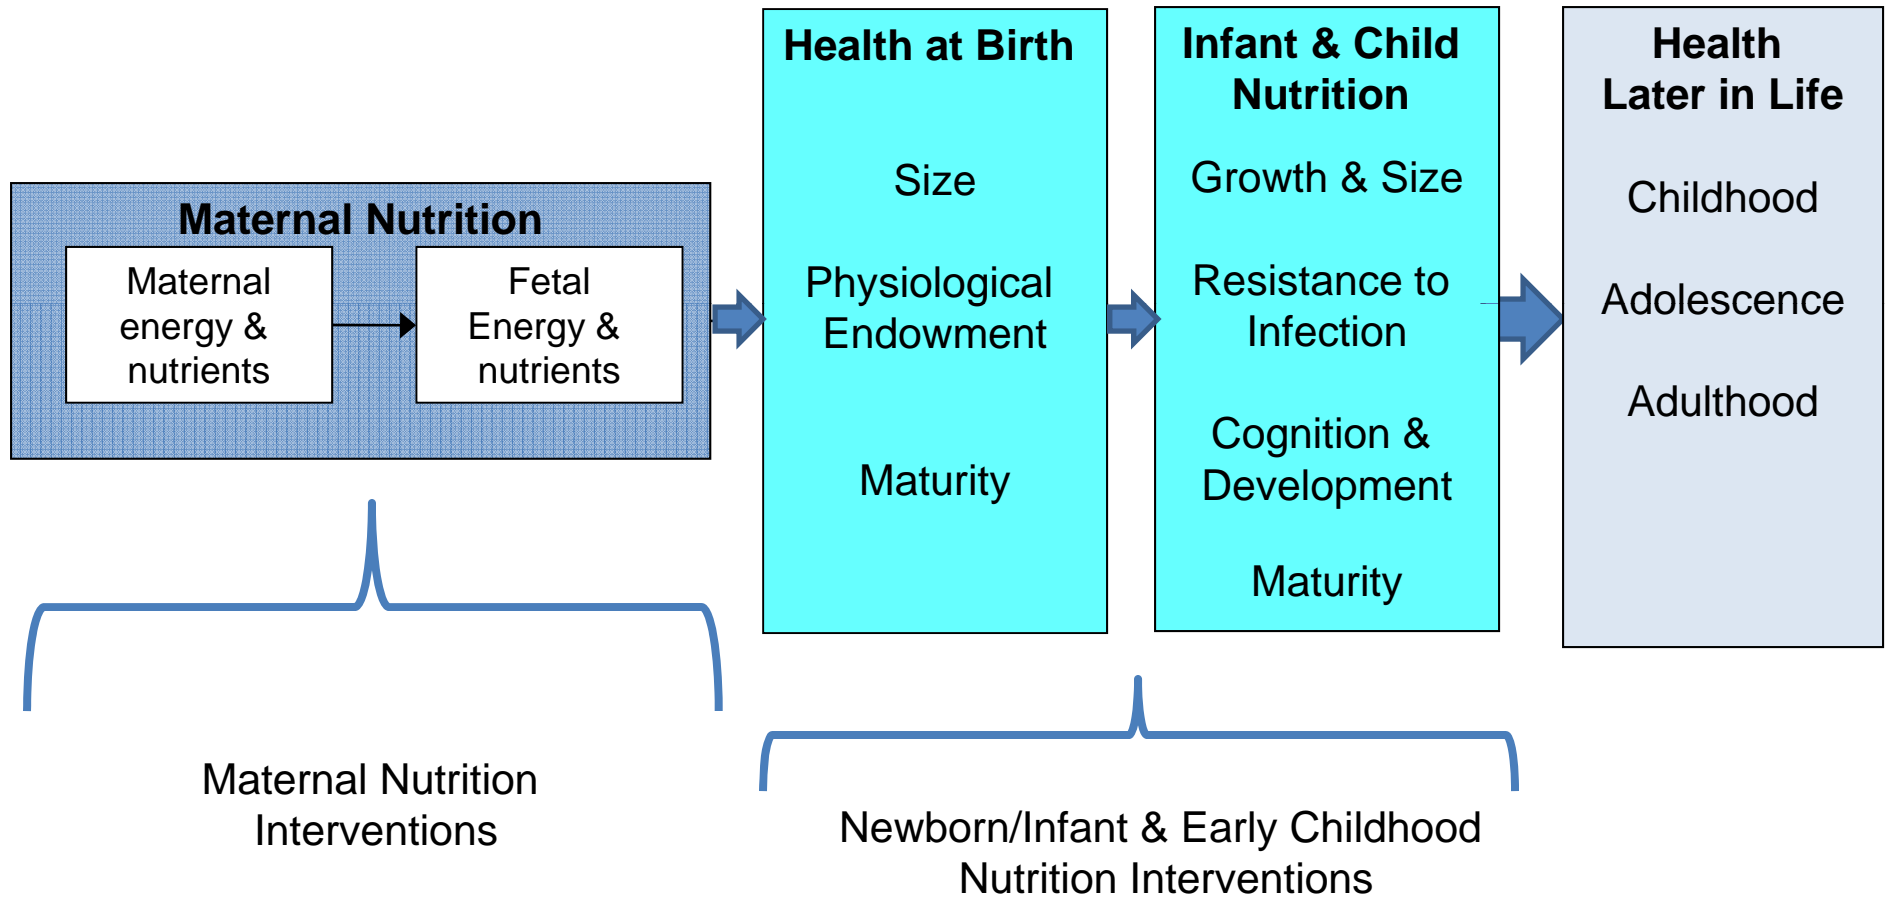 Maternal Nutrition
Maternal
energy &
nutrients
Fetal
Energy &
nutrients
Health at Birth
Size
Physiological
Endowment
Maturity
Infant & Child
Nutrition
Growth & Size
Resistance to
Infection
Cognition &
Development
Maturity
Health
Later in Life
Childhood
Adolescence
Adulthood
Maternal Nutrition
Interventions
Newborn/Infant & Early Childhood
Nutrition Interventions